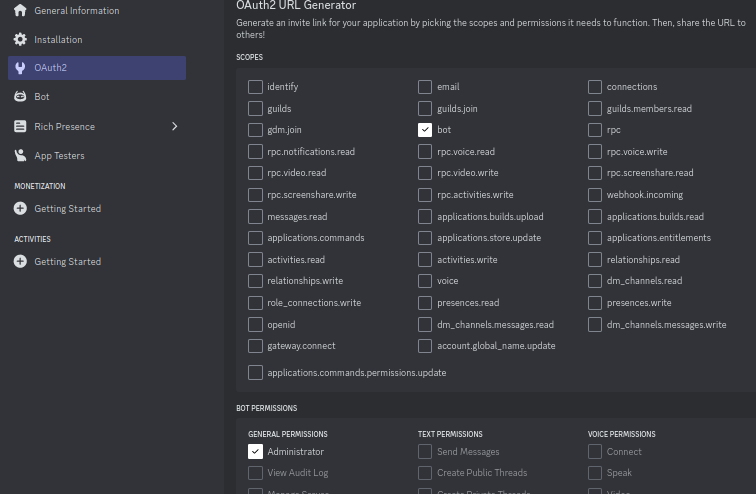 General Information
Installation
OAuth2
Bot
Rich Presence
App Testers
MONETIZATION
Getting Started
ACTIVITIES
Getting Started
OAuth2 URL Generator
Generate an invite link for your application by picking the scopes and permissions it needs to function. Then, share the URL to
others!
SCOPES
identify email connections
guilds guilds.join guilds.members.read
gdm.join bot rpc
rpc.notifications.read rpc.voice.read rpc.voice.write
rpc.video.read rpc.video.write rpc.screenshare.read
rpc.screenshare.write rpc.activities.write webhook.incoming
messages.read applications.builds.upload applications.builds.read
applications.commands applications.store.update applications.entitlements
activities.read activities.write relationships.read
relationships.write voice dm_channels.read
role_connections.write presences.read presences.write
openid dm_channels.messages.read dm_channels.messages.write
gateway.connect account.global_name.update
applications.commands.permissions.update
BOT PERMISSIONS
GENERAL PERMISSIONS TEXT PERMISSIONS VOICE PERMISSIONS
Administrator Send Messages Connect
View Audit Log Create Public Threads Speak
Manage Server Create Private Threads Video